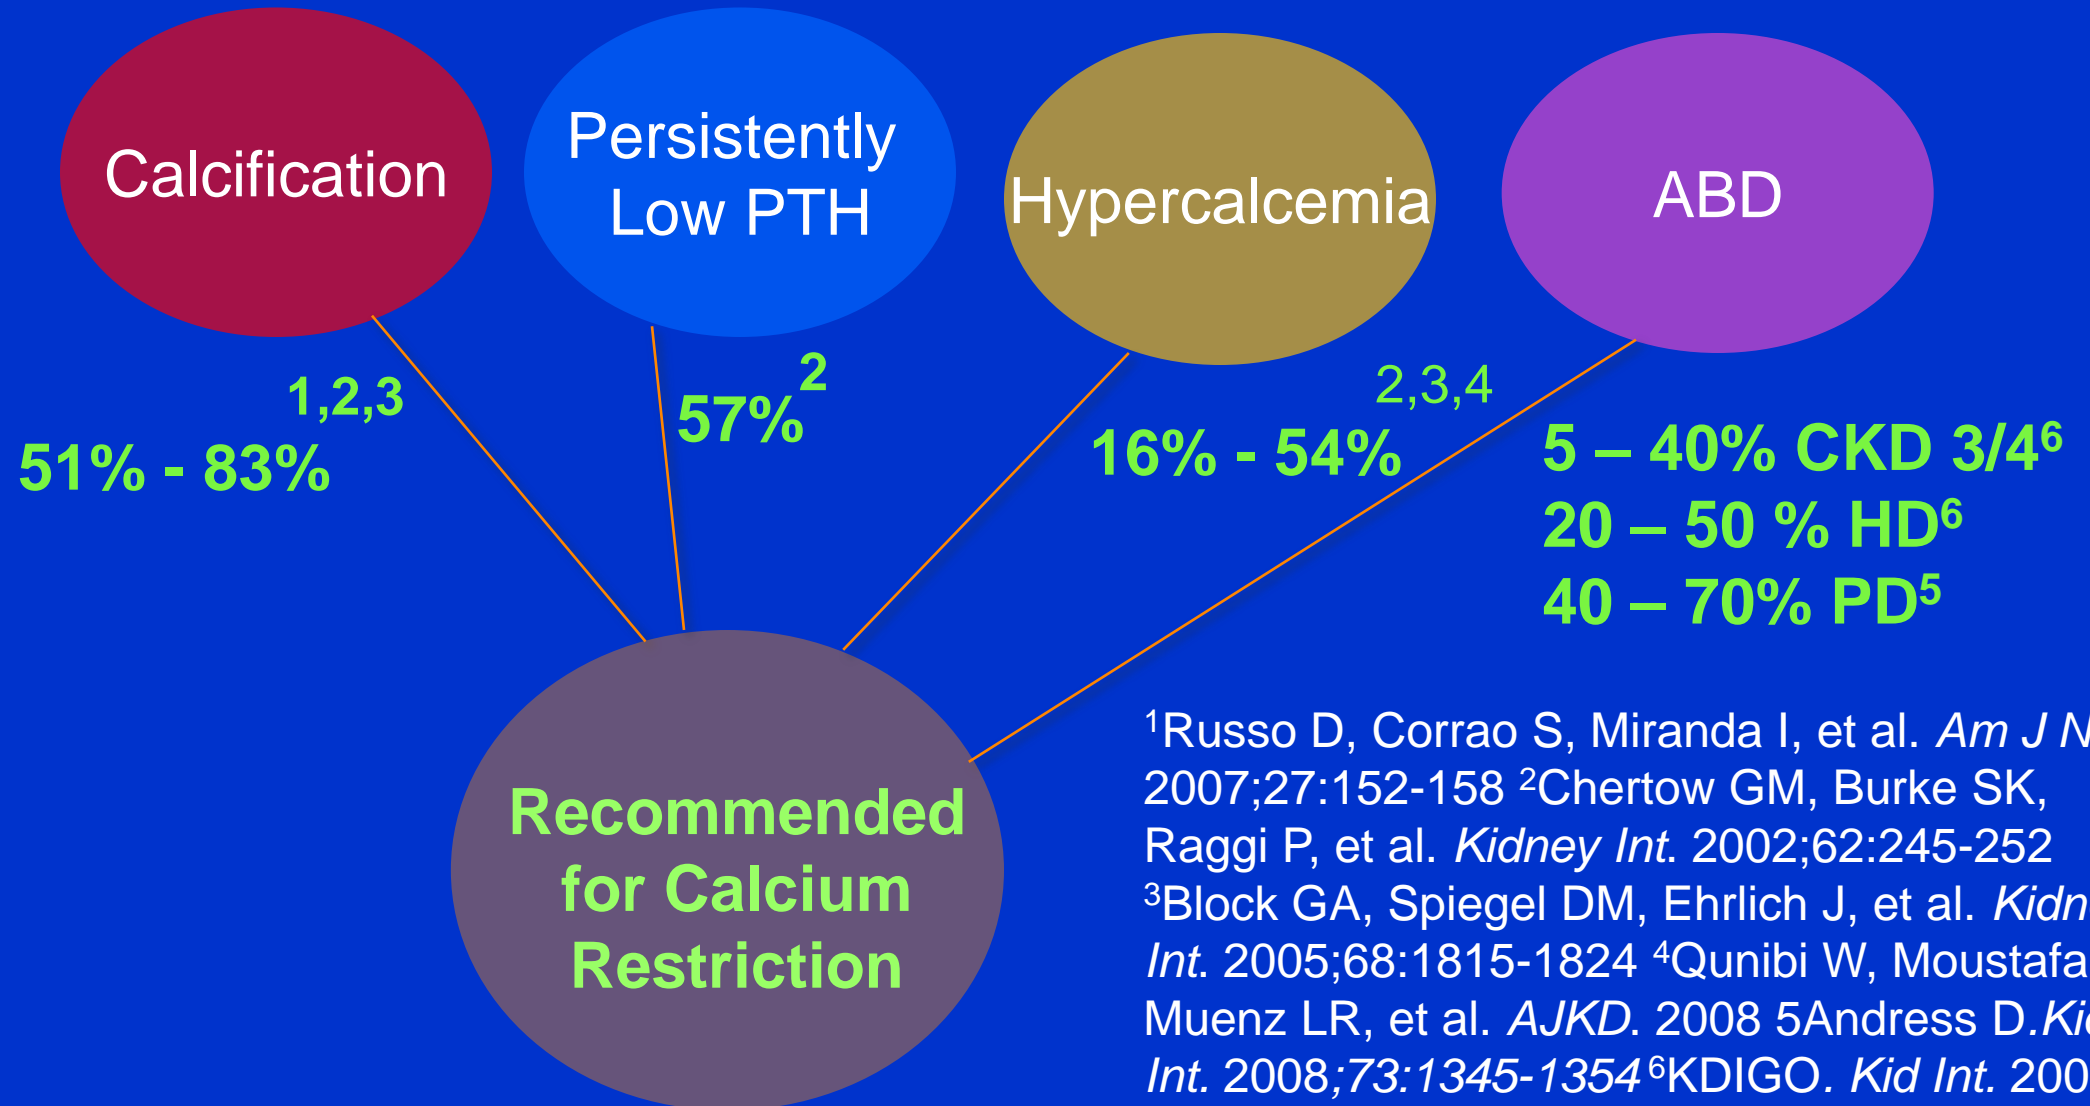 Calcification
Persistently
Low PTH
Hypercalcemia
ABD
1,2,3
51% - 83%
57%²
2,3,4
16% - 54%
5 – 40% CKD 3/4⁶
20 – 50 % HD⁶
40 – 70% PD⁵
Recommended
for Calcium
Restriction
¹Russo D, Corrao S, Miranda I, et al. Am J N
2007;27:152-158 ²Chertow GM, Burke SK,
Raggi P, et al. Kidney Int. 2002;62:245-252
³Block GA, Spiegel DM, Ehrlich J, et al. Kidn
Int. 2005;68:1815-1824 ⁴Qunibi W, Moustafa
Muenz LR, et al. AJKD. 2008 5Andress D.Kid
Int. 2008;73:1345-1354 ⁶KDIGO. Kid Int. 200